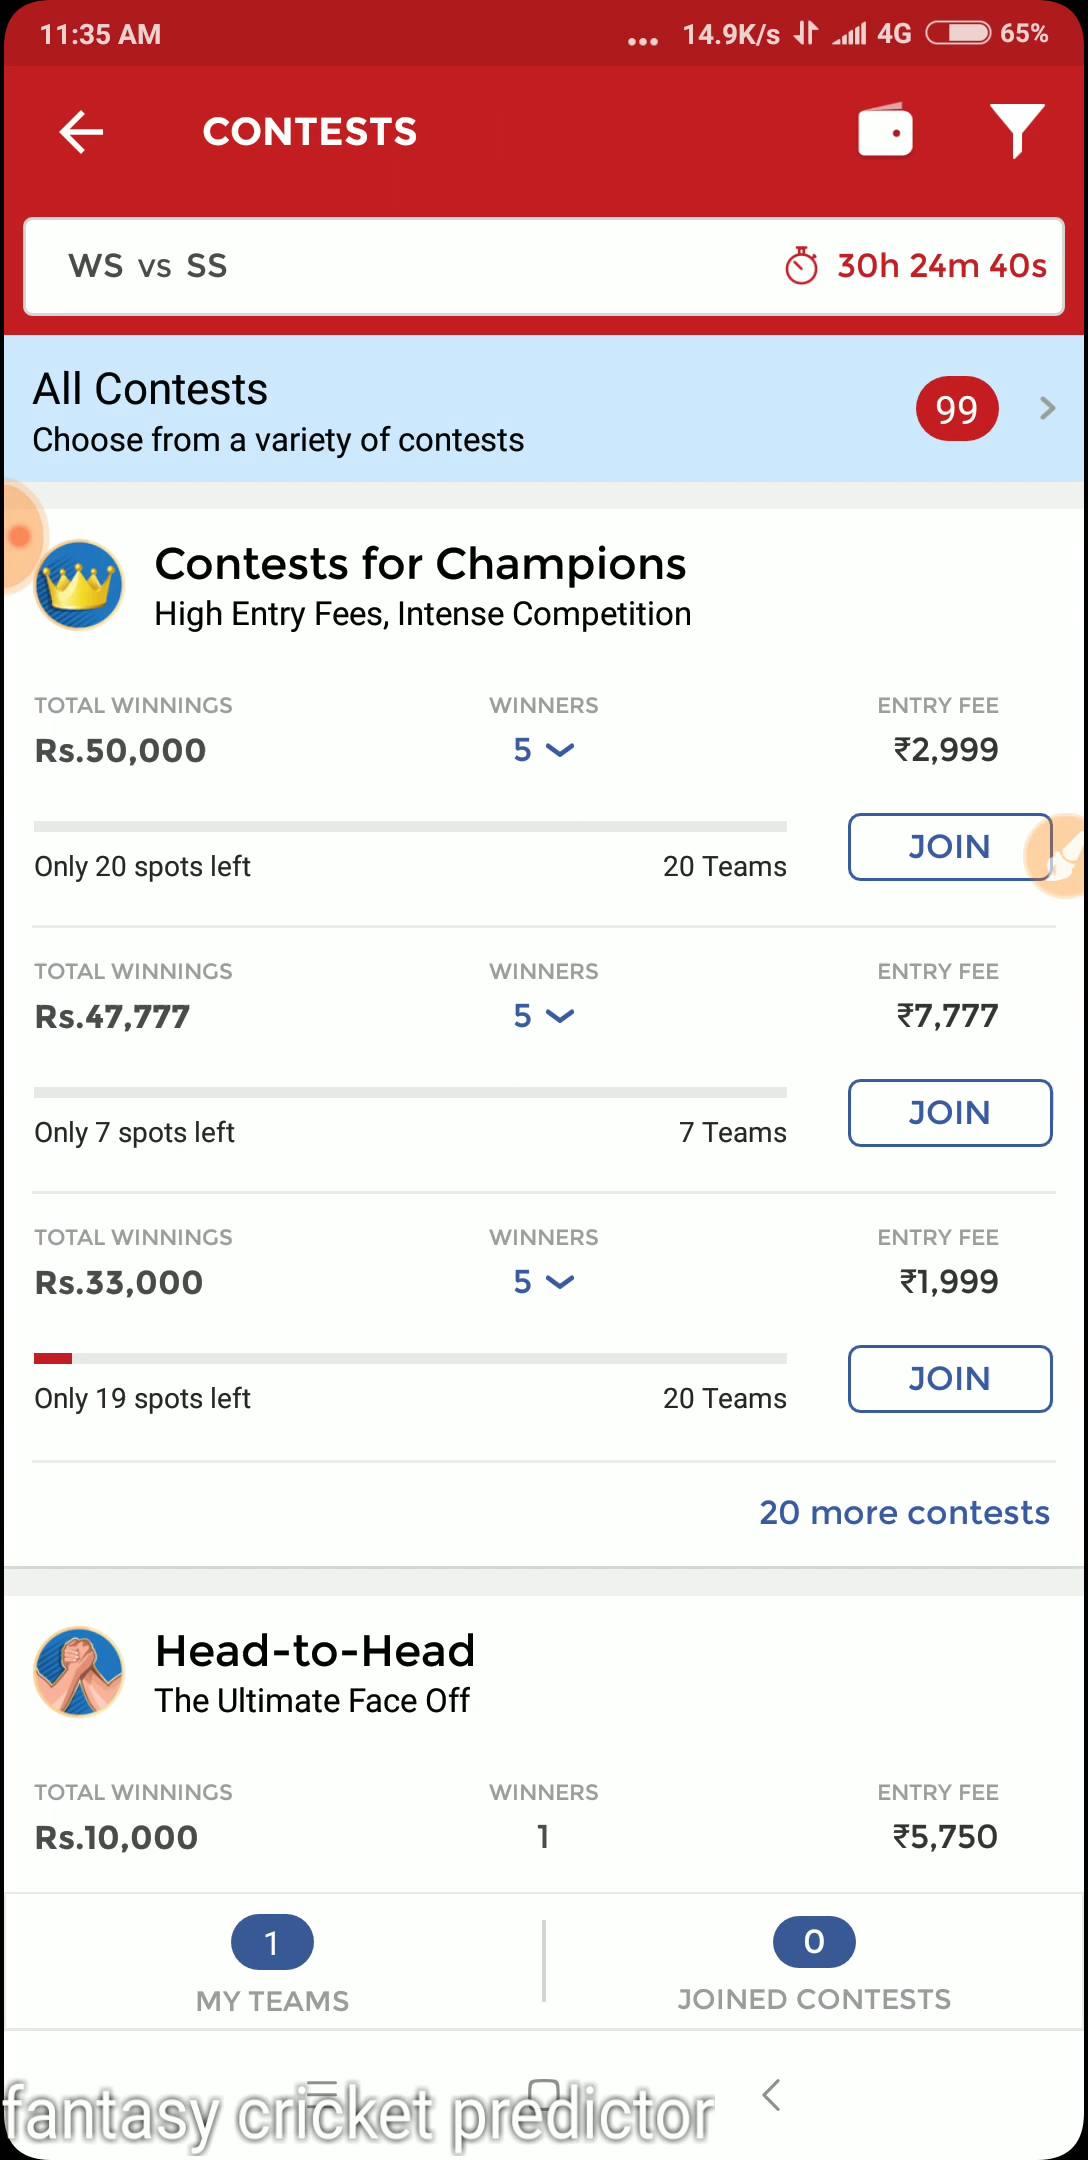 11:35 AM ... 14.9K/s 4G 65%
CONTESTS
WS vs SS 30h 24m 40s
All Contests 99
Choose from a variety of contests
Contests for Champions
High Entry Fees, Intense Competition
TOTAL WINNINGS WINNERS ENTRY FEE
Rs.50,000 5 ₹2,999
Only 20 spots left 20 Teams JOIN
TOTAL WINNINGS WINNERS ENTRY FEE
Rs.47,777 5 ₹7,777
Only 7 spots left 7 Teams JOIN
TOTAL WINNINGS WINNERS ENTRY FEE
Rs.33,000 5 ₹1,999
Only 19 spots left 20 Teams JOIN
20 more contests
Head-to-Head
The Ultimate Face Off
TOTAL WINNINGS WINNERS ENTRY FEE
Rs.10,000 1 ₹5,750
1 0
MY TEAMS JOINED CONTESTS
fantasy cricket predictor